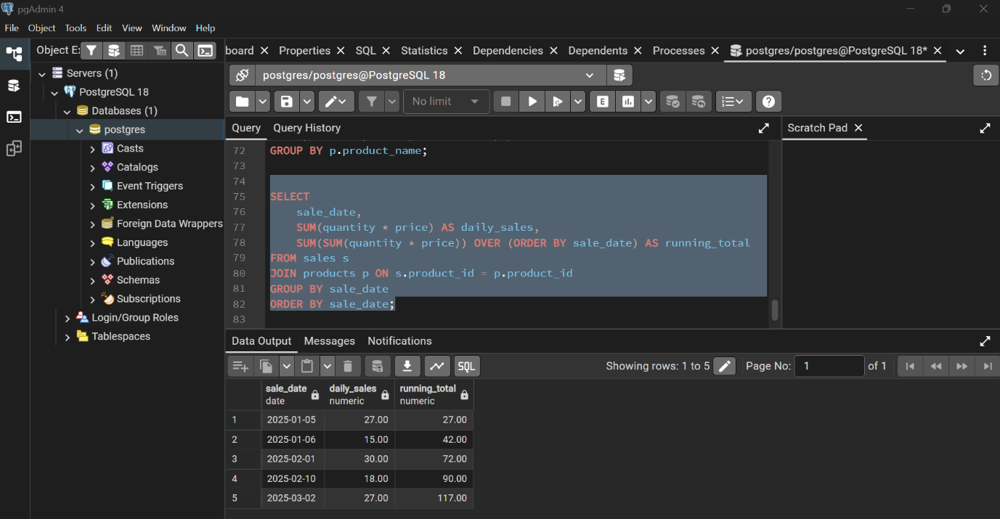 pgAdmin 4
File Object Tools Edit View Window Help
Object E
board Properties SQL Statistics Dependencies Dependents Processes postgres/postgres@PostgreSQL 18*
Servers (1)
PostgreSQL 18
Databases (1)
postgres
Casts
Catalogs
Event Triggers
Extensions
Foreign Data Wrappers
Languages
Publications
Schemas
Subscriptions
Login/Group Roles
Tablespaces
postgres/postgres@PostgreSQL 18
No limit
E
Query Query History
Scratch Pad
72 GROUP BY p.product_name;
73
74
75 SELECT
76 sale_date,
77 SUM(quantity * price) AS daily_sales,
78 SUM(SUM(quantity * price)) OVER (ORDER BY sale_date) AS running_total
79 FROM sales s
80 JOIN products p ON s.product_id = p.product_id
81 GROUP BY sale_date
82 ORDER BY sale_date;
83
Data Output Messages Notifications
SQL
Showing rows: 1 to 5 Page No: 1 of 1
sale_date daily_sales running_total
date numeric numeric
1 2025-01-05 27.00 27.00
2 2025-01-06 15.00 42.00
3 2025-02-01 30.00 72.00
4 2025-02-10 18.00 90.00
5 2025-03-02 27.00 117.00